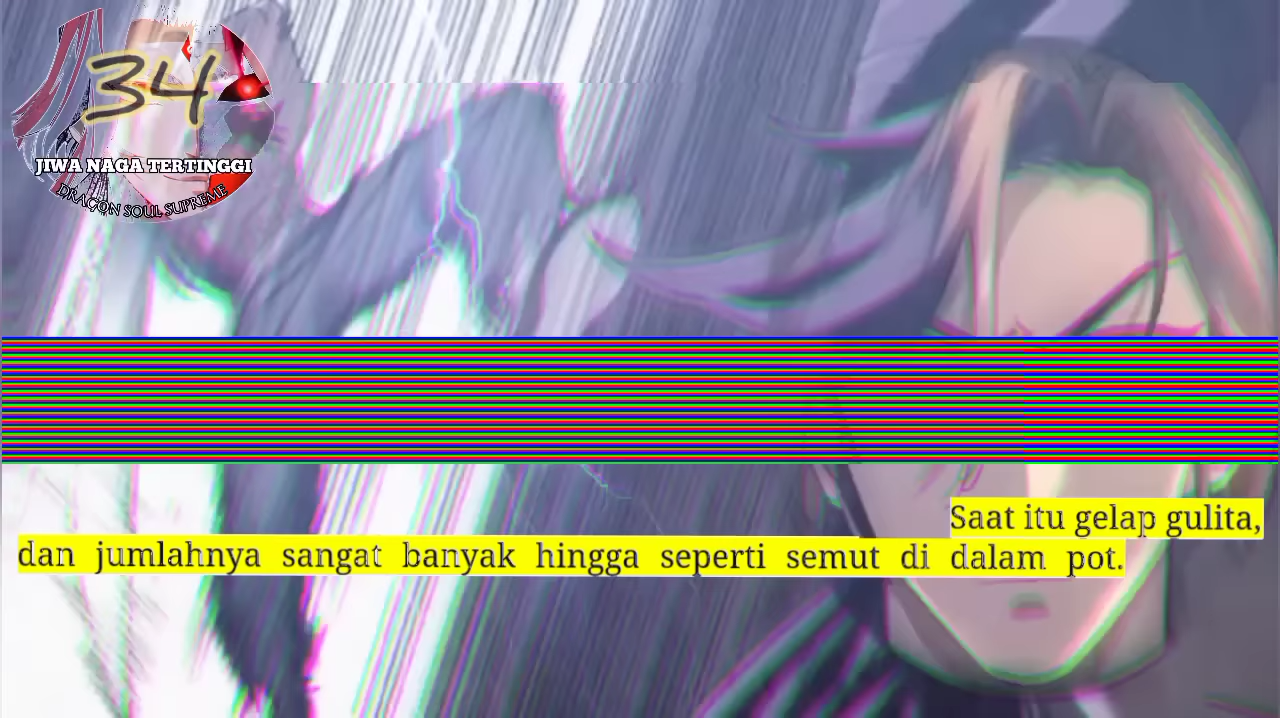 34
JIWA NAGA TERTINGGI
DRAGON SOUL SUPREME
Saat itu gelap gulita,
dan jumlahnya sangat banyak hingga seperti semut di dalam pot.